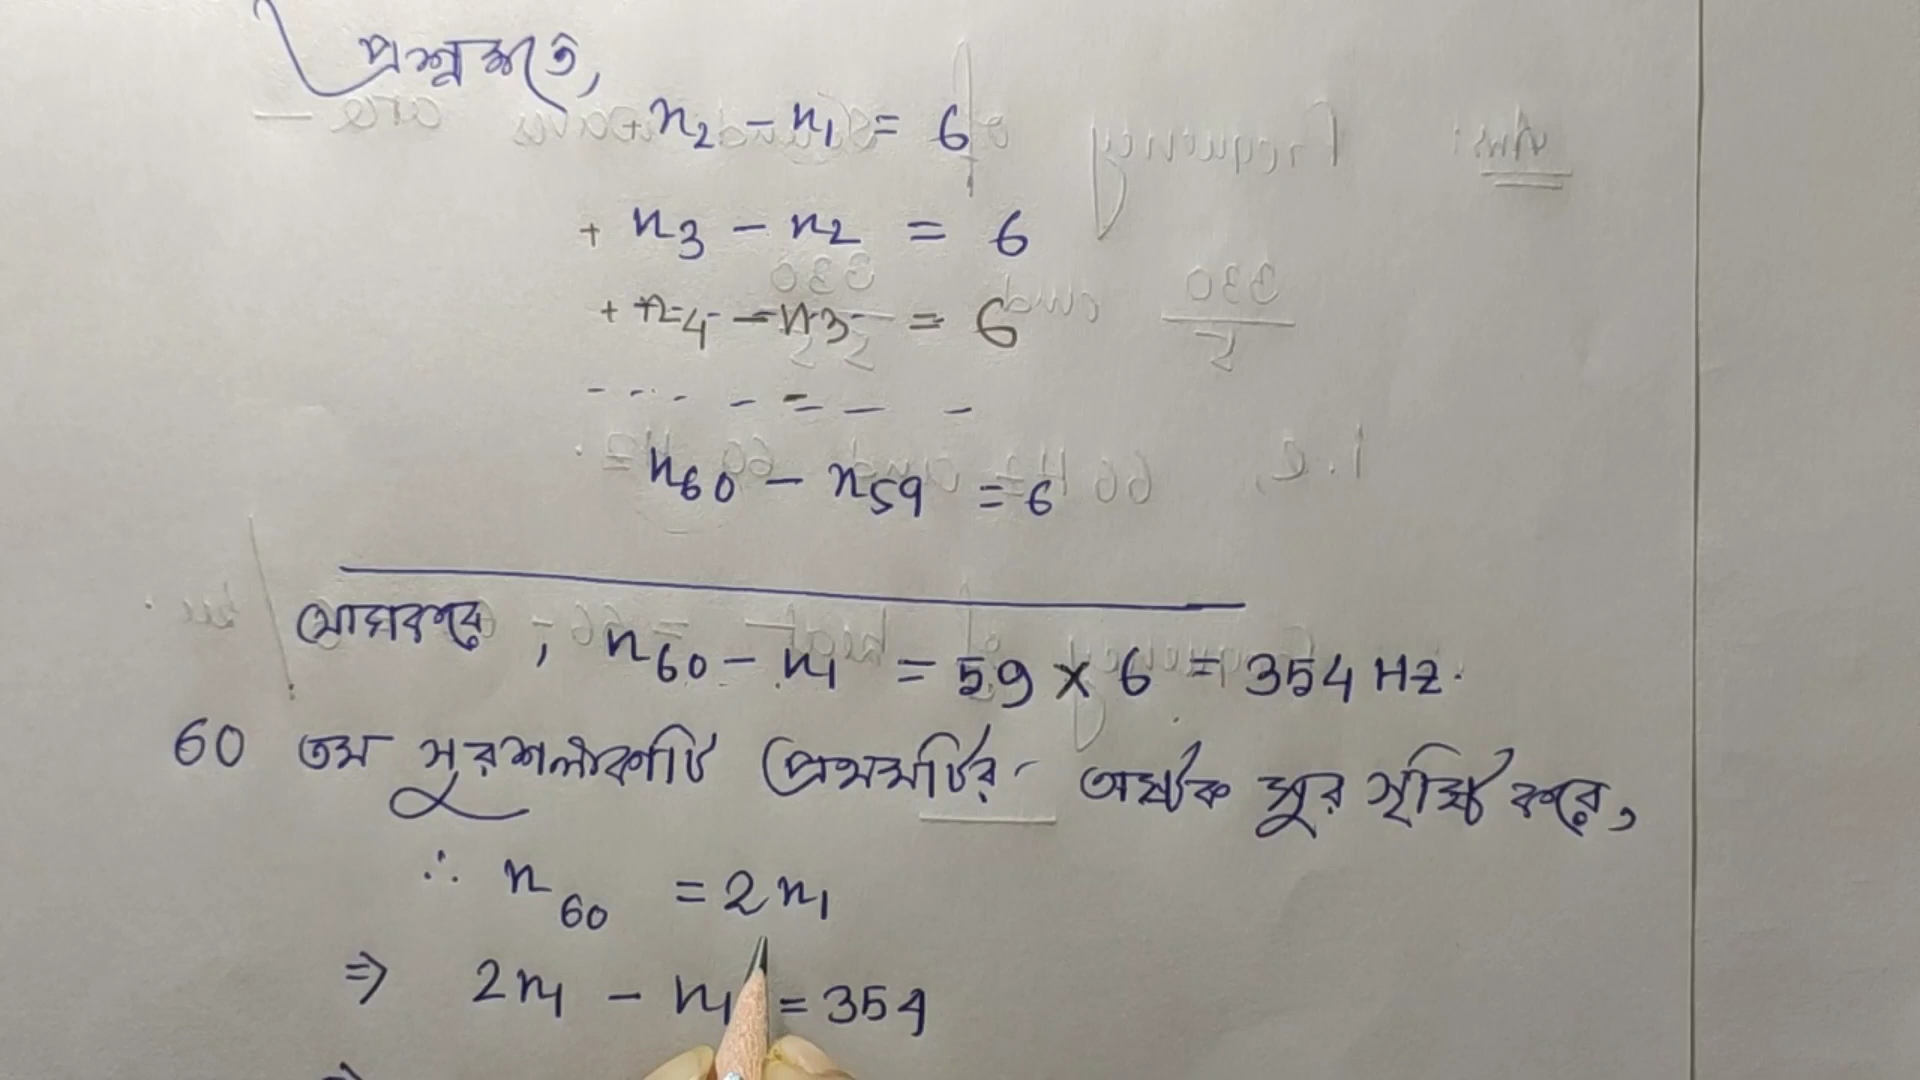 প্রশ্নমতে,
n₂ - n₁ = 6
+ n₃ - n₂ = 6
+ n₄ - n₃ = 6
n₆₀ - n₅₉ = 6
যোগকরে, n₆₀ - n₁ = 59 × 6 = 354 Hz.
60 তম সুরশলাকাটি প্রথমটির অষ্টক সুর সৃষ্টি করে,
∴ n₆₀ = 2n₁
⇒ 2n₁ - n₁ = 354